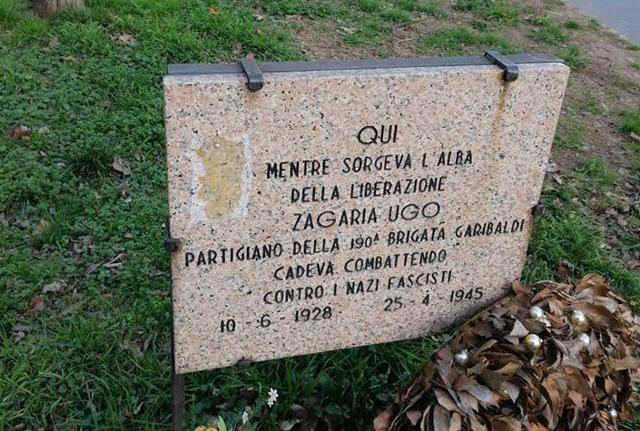 QUI
MENTRE SORGEVA L'ALBA
DELLA LIBERAZIONE
ZAGARIA UGO
PARTIGIANO DELLA 190ª BRIGATA GARIBALDI
CADEVA COMBATTENDO
CONTRO I NAZI FASCISTI
10-6-1928 25-4-1945